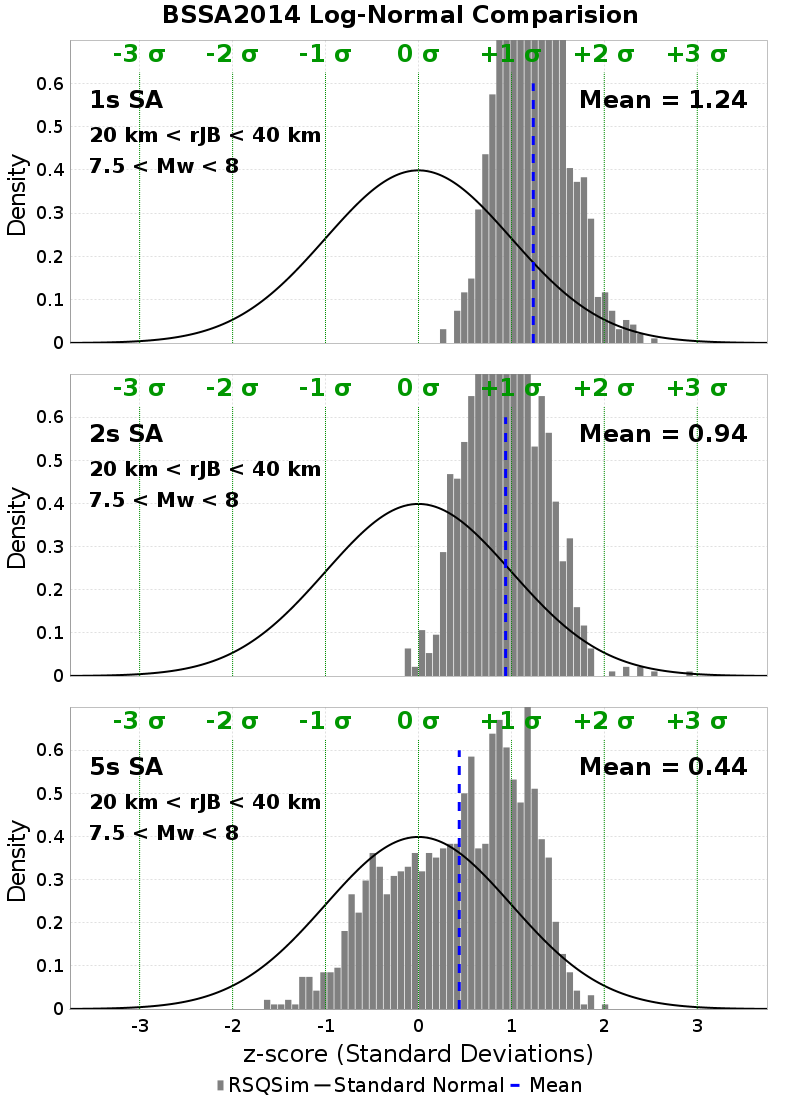 BSSA2014 Log-Normal Comparision
-3 σ -2 σ -1 σ 0 σ +1 σ +2 σ +3 σ
1s SA
Mean = 1.24
20 km < rJB < 40 km
7.5 < Mw < 8
Density
0.6
0.5
0.4
0.3
0.2
0.1
0
-3 σ -2 σ -1 σ 0 σ +1 σ +2 σ +3 σ
2s SA
Mean = 0.94
20 km < rJB < 40 km
7.5 < Mw < 8
Density
0.6
0.5
0.4
0.3
0.2
0.1
0
-3 σ -2 σ -1 σ 0 σ +1 σ +2 σ +3 σ
5s SA
Mean = 0.44
20 km < rJB < 40 km
7.5 < Mw < 8
Density
0.6
0.5
0.4
0.3
0.2
0.1
0
-3 -2 -1 0 1 2 3
z-score (Standard Deviations)
RSQSim Standard Normal Mean